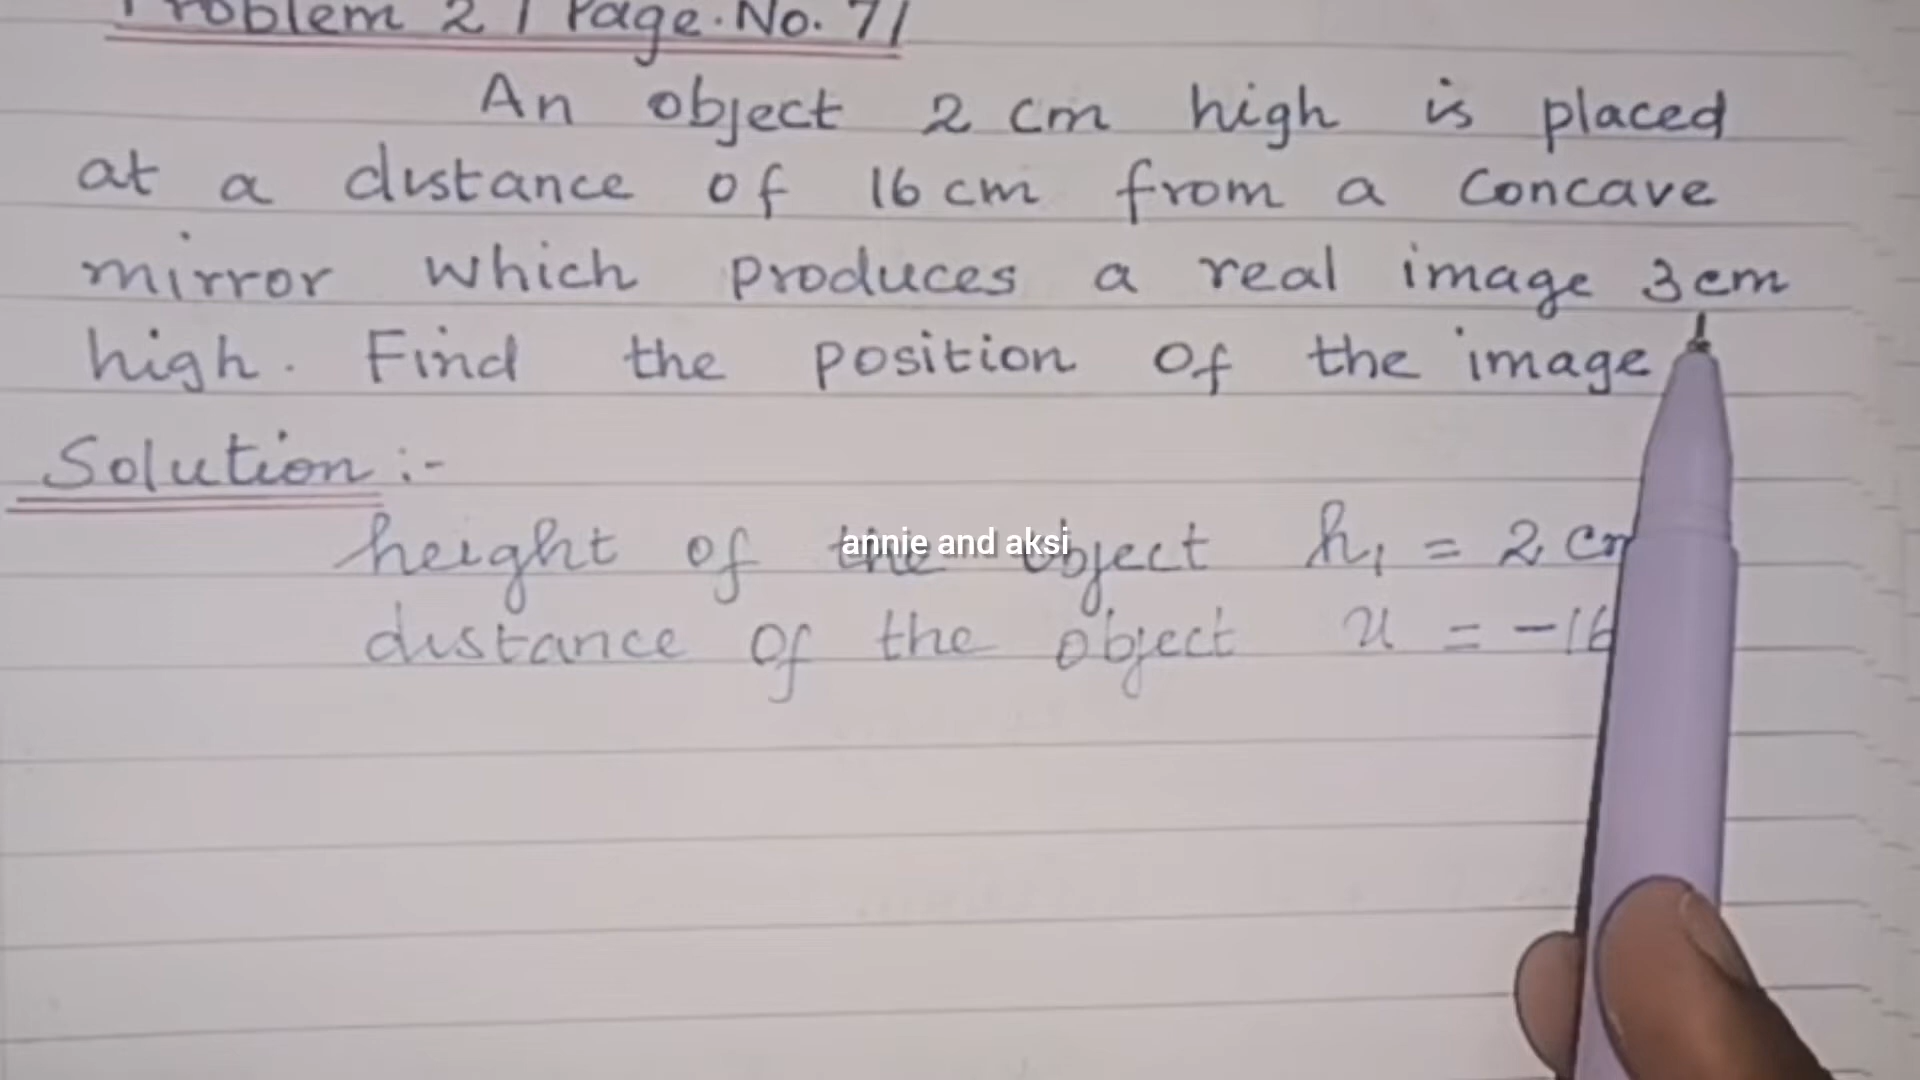 Problem 2 / Page.No. 71
An object 2 cm high is placed
at a distance of 16 cm from a Concave
mirror which produces a real image 3cm
high. Find the position of the image
Solution :-
height of the object h₁ = 2 cm
distance of the object u = -16
annie and aksi